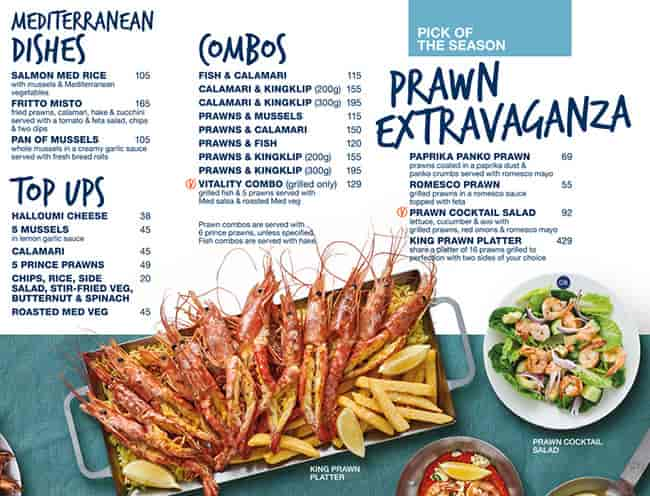 MEDITERRANEAN
DISHES
SALMON MED RICE 105
with mussels & Mediterranean
vegetables
FRITTO MISTO 165
fried prawns, calamari, hake & zucchini
served with a tomato & feta salad, chips
& two dips
PAN OF MUSSELS 105
whole mussels in a creamy garlic sauce
served with fresh bread rolls
TOP UPS
HALLOUMI CHEESE 38
5 MUSSELS 45
in lemon garlic sauce
CALAMARI 45
5 PRINCE PRAWNS 49
CHIPS, RICE, SIDE 20
SALAD, STIR-FRIED VEG,
BUTTERNUT & SPINACH
ROASTED MED VEG 45
COMBOS
FISH & CALAMARI 115
CALAMARI & KINGKLIP (200g) 155
CALAMARI & KINGKLIP (300g) 195
PRAWNS & MUSSELS 115
PRAWNS & CALAMARI 150
PRAWNS & FISH 120
PRAWNS & KINGKLIP (200g) 155
PRAWNS & KINGKLIP (300g) 195
VITALITY COMBO (grilled only) 129
grilled fish & 5 prawns served with
Med salsa & roasted Med veg
Prawn combos are served with
6 prince prawns, unless specified.
Fish combos are served with hake.
PICK OF
THE SEASON
PRAWN
EXTRAVAGANZA
PAPRIKA PANKO PRAWN 69
prawns coated in a paprika dust &
panko crumbs served with romesco mayo
ROMESCO PRAWN 55
grilled prawns in a romesco sauce
topped with feta
PRAWN COCKTAIL SALAD 92
lettuce, cucumber & avo with
grilled prawns, red onions & romesco mayo
KING PRAWN PLATTER 429
share a platter of 16 prawns grilled to
perfection with two sides of your choice
KING PRAWN
PLATTER
PRAWN COCKTAIL
SALAD